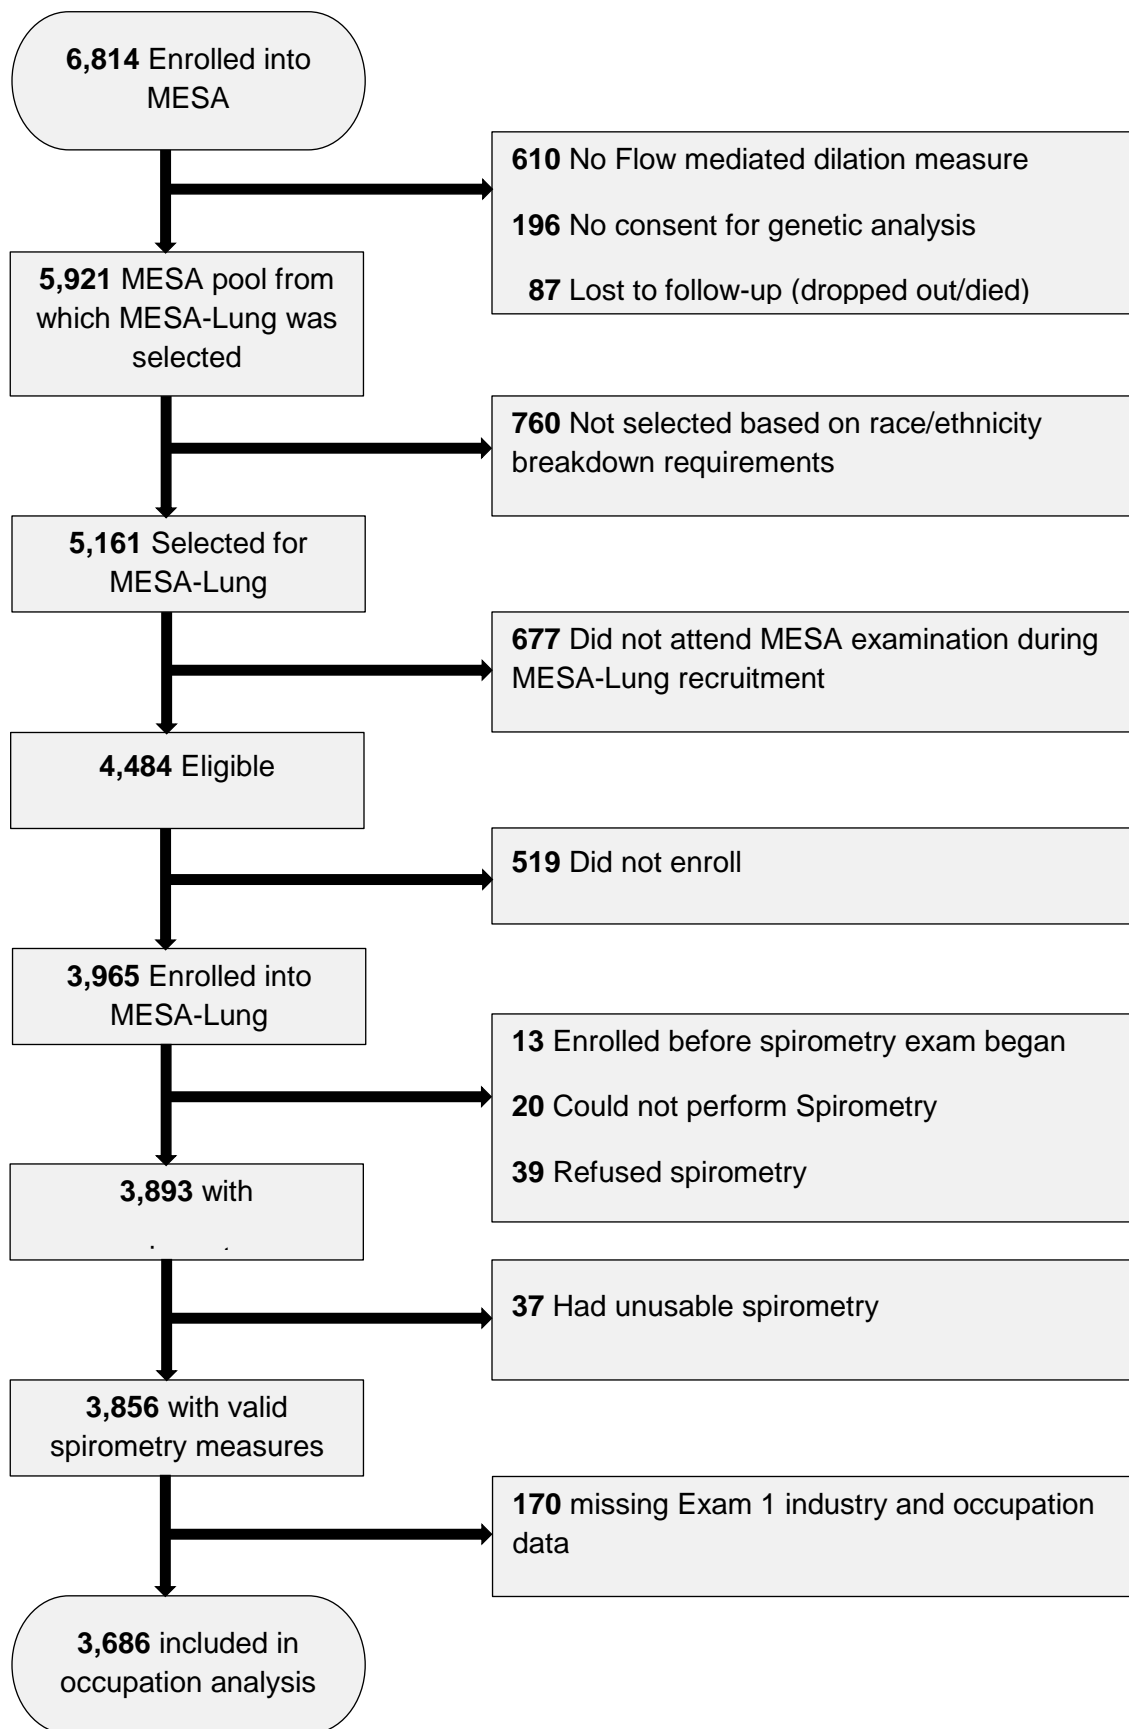 6,814 Enrolled into
MESA
610 No Flow mediated dilation measure
196 No consent for genetic analysis
87 Lost to follow-up (dropped out/died)
5,921 MESA pool from
which MESA-Lung was
selected
760 Not selected based on race/ethnicity
breakdown requirements
5,161 Selected for
MESA-Lung
677 Did not attend MESA examination during
MESA-Lung recruitment
4,484 Eligible
519 Did not enroll
3,965 Enrolled into
MESA-Lung
13 Enrolled before spirometry exam began
20 Could not perform Spirometry
39 Refused spirometry
3,893 with
37 Had unusable spirometry
3,856 with valid
spirometry measures
170 missing Exam 1 industry and occupation
data
3,686 included in
occupation analysis